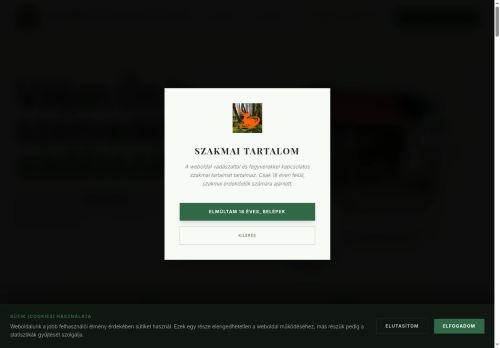 SZAKMAI TARTALOM
A weboldal vadászattal és fegyverekkel kapcsolatos
szakmai tartalmat tartalmaz. Csak 18 éven felüli,
szakmai érdeklődők számára ajánlott.
ELMÚLTAM 18 ÉVES, BELÉPEK
KILÉPÉS
SÜTIK (COOKIES) HASZNÁLATA
Weboldalunk a jobb felhasználói élmény érdekében sütiket használ. Ezek egy része elengedhetetlen a weboldal működéséhez, más részük pedig a
statisztikák gyűjtését szolgálja.
ELUTASÍTOM
ELFOGADOM